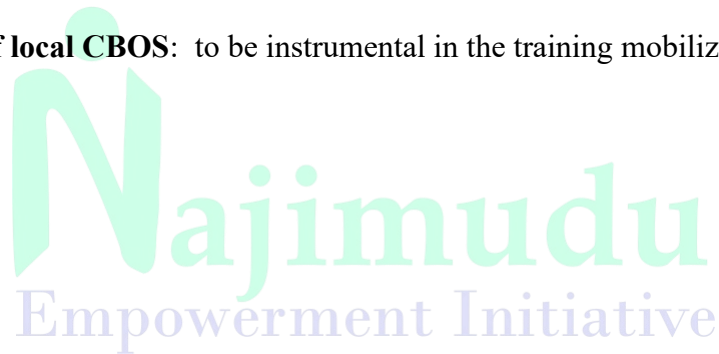 f local CBOS: to be instrumental in the training mobiliz
Najimudu
Empowerment Initiative